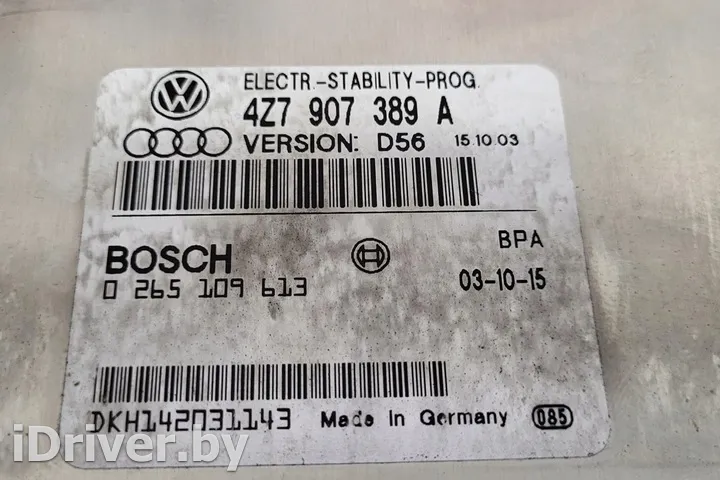 ELECTR.-STABILITY-PROG.
4Z7 907 389 A
VERSION: D56 15.10.03
BOSCH
BPA
0 265 109 613
03-10-15
DKH142031143 Made in Germany 085
iDriver.by